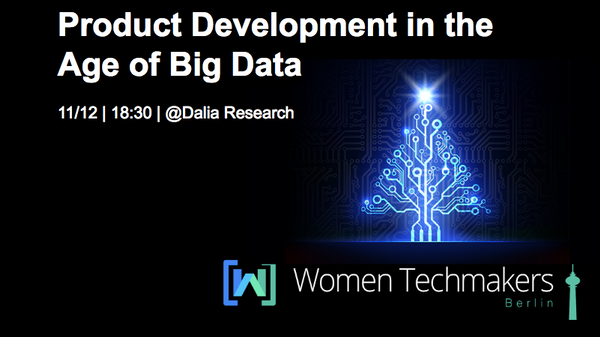 Product Development in the
Age of Big Data
11/12 | 18:30 | @Dalia Research
[W] Women Techmakers
Berlin